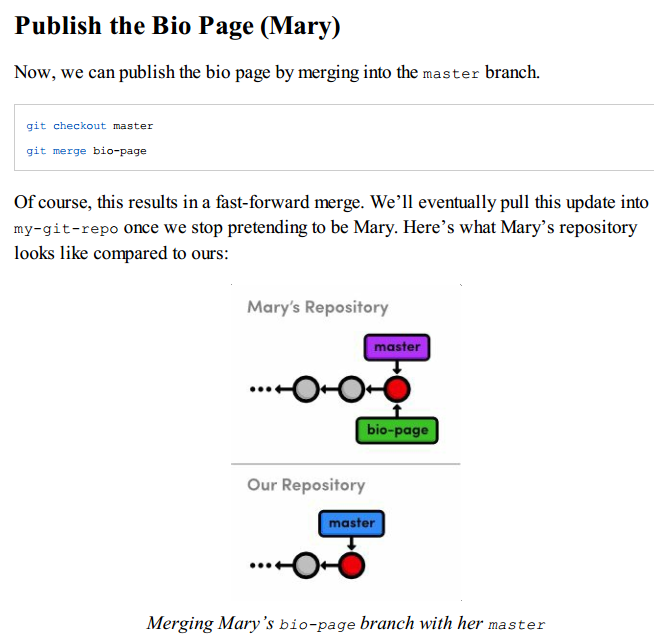 Publish the Bio Page (Mary)
Now, we can publish the bio page by merging into the master branch.
git checkout master
git merge bio-page
Of course, this results in a fast-forward merge. We’ll eventually pull this update into
my-git-repo once we stop pretending to be Mary. Here’s what Mary’s repository
looks like compared to ours:
Mary’s Repository
master
bio-page
Our Repository
master
Merging Mary’s bio-page branch with her master